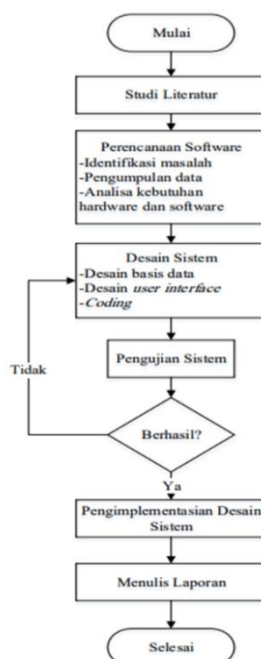 Mulai
Studi Literatur
Perencanaan Software
-Identifikasi masalah
-Pengumpulan data
-Analisa kebutuhan
hardware dan software
Desain Sistem
-Desain basis data
-Desain user interface
-Coding
Pengujian Sistem
Tidak
Berhasil?
Ya
Pengimplementasian Desain
Sistem
Menulis Laporan
Selesai